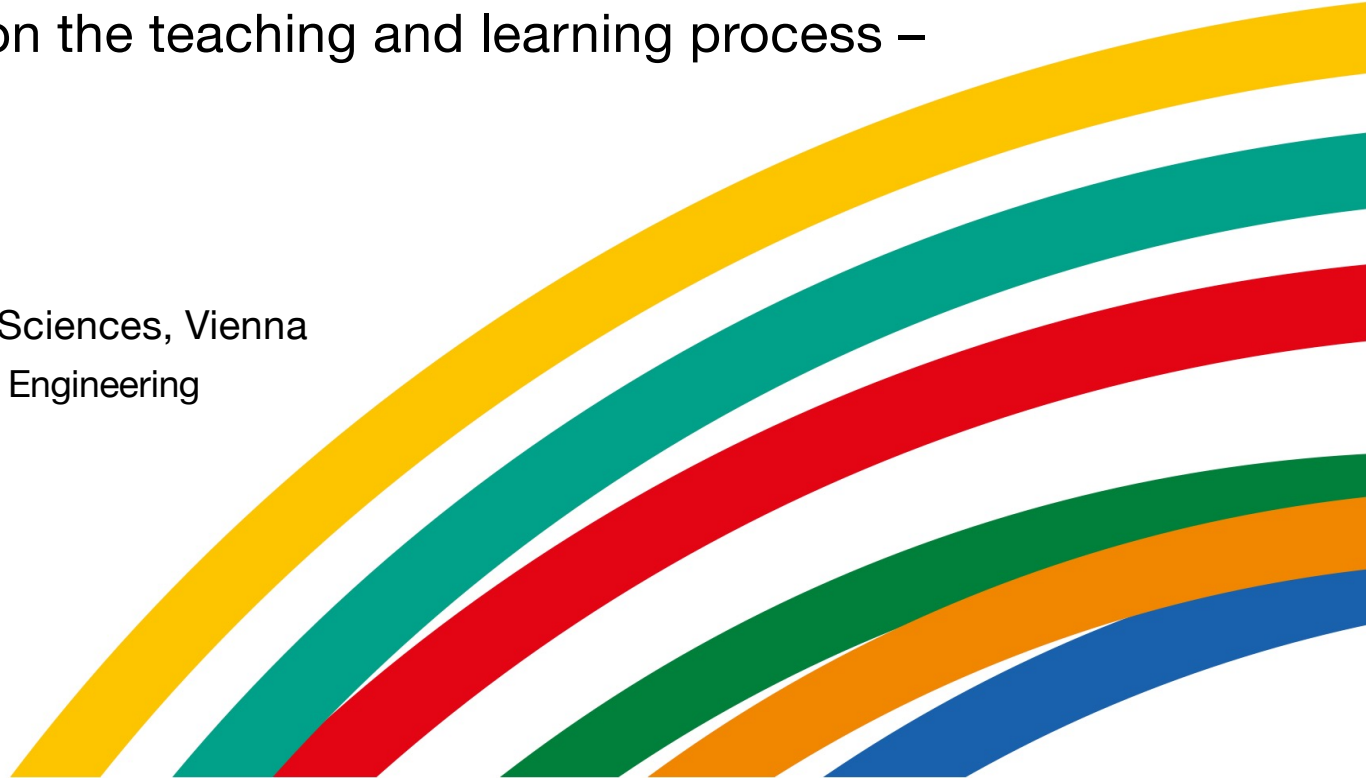 on the teaching and learning process –
Sciences, Vienna
Engineering